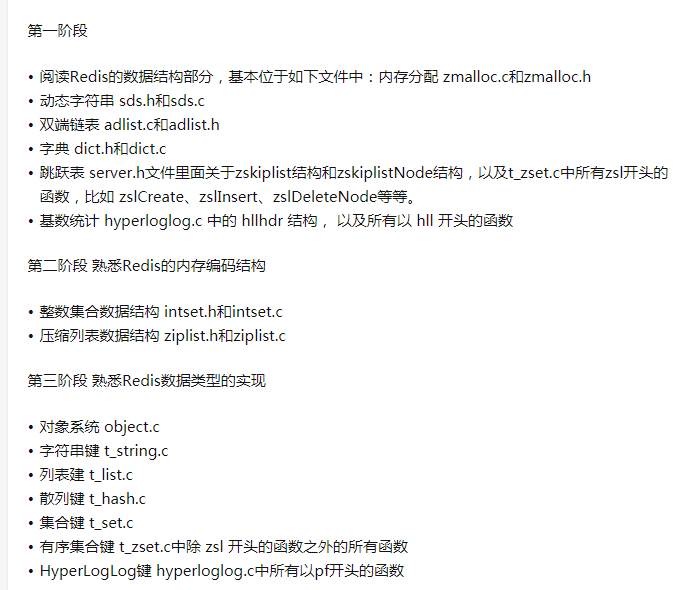 第一阶段
• 阅读Redis的数据结构部分，基本位于如下文件中：内存分配 zmalloc.c和zmalloc.h
• 动态字符串 sds.h和sds.c
• 双端链表 adlist.c和adlist.h
• 字典 dict.h和dict.c
• 跳跃表 server.h文件里面关于zskiplist结构和zskiplistNode结构，以及t_zset.c中所有zsl开头的
函数，比如 zslCreate、zslInsert、zslDeleteNode等等。
• 基数统计 hyperloglog.c 中的 hllhdr 结构， 以及所有以 hll 开头的函数
第二阶段 熟悉Redis的内存编码结构
• 整数集合数据结构 intset.h和intset.c
• 压缩列表数据结构 ziplist.h和ziplist.c
第三阶段 熟悉Redis数据类型的实现
• 对象系统 object.c
• 字符串键 t_string.c
• 列表建 t_list.c
• 散列键 t_hash.c
• 集合键 t_set.c
• 有序集合键 t_zset.c中除 zsl 开头的函数之外的所有函数
• HyperLogLog键 hyperloglog.c中所有以pf开头的函数